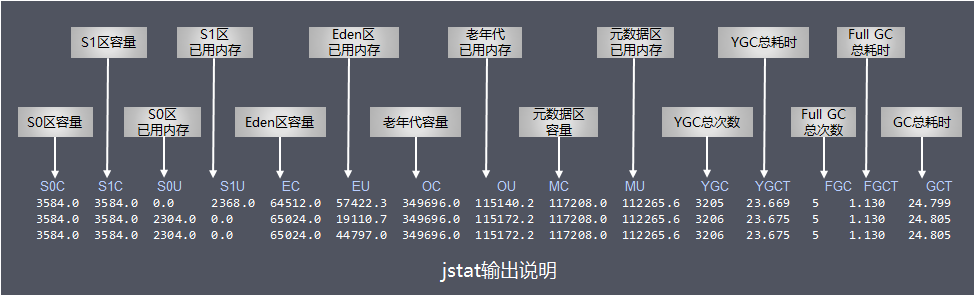 S1区容量
S1区
已用内存
Eden区
已用内存
老年代
已用内存
元数据区
已用内存
YGC总耗时
Full GC
总耗时
S0区容量
S0区
已用内存
Eden区容量
老年代容量
元数据区
容量
YGC总次数
Full GC
总次数
GC总耗时
S0C S1C S0U S1U EC EU OC OU MC MU YGC YGCT FGC FGCT GCT
3584.0 3584.0 0.0 2368.0 64512.0 57422.3 349696.0 115140.2 117208.0 112265.6 3205 23.669 5 1.130 24.799
3584.0 3584.0 2304.0 0.0 65024.0 19110.7 349696.0 115172.2 117208.0 112265.6 3206 23.675 5 1.130 24.805
3584.0 3584.0 2304.0 0.0 65024.0 44797.0 349696.0 115172.2 117208.0 112265.6 3206 23.675 5 1.130 24.805
jstat输出说明